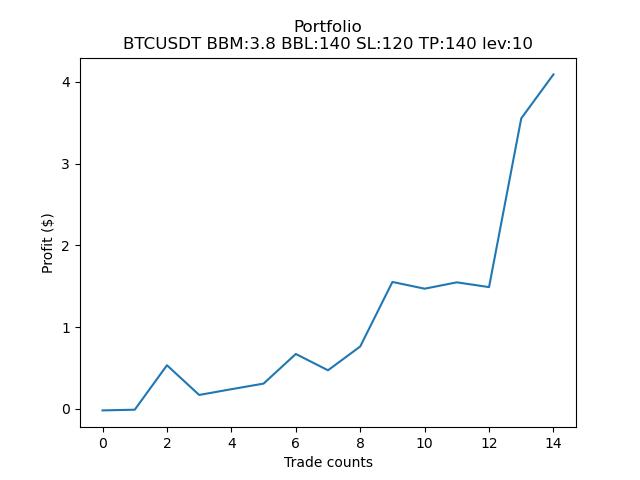 Portfolio
BTCUSDT BBM:3.8 BBL:140 SL:120 TP:140 lev:10
4
3
2
1
0
Profit ($)
0 2 4 6 8 10 12 14
Trade counts